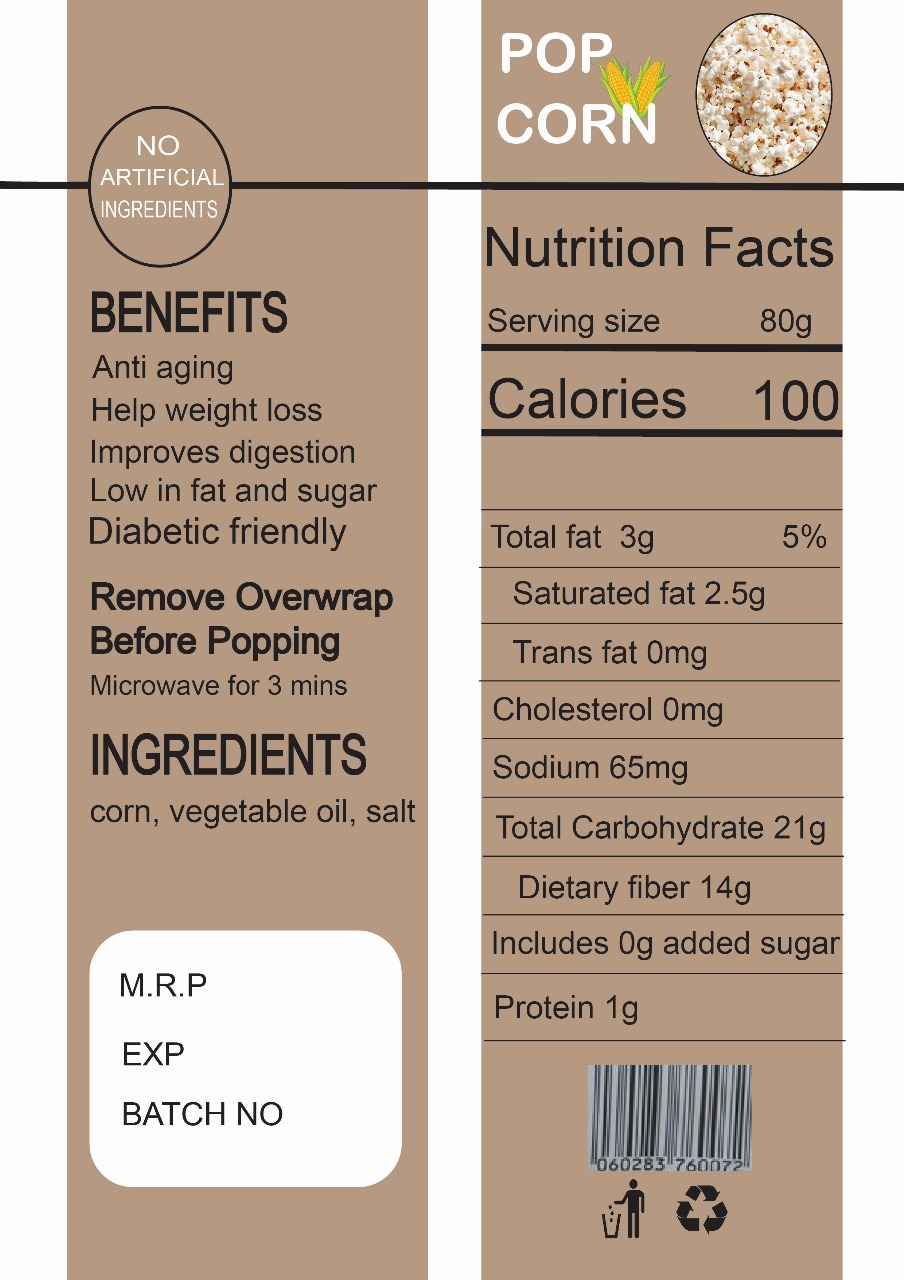 NO
ARTIFICIAL
INGREDIENTS
BENEFITS
Anti aging
Help weight loss
Improves digestion
Low in fat and sugar
Diabetic friendly
Remove Overwrap
Before Popping
Microwave for 3 mins
INGREDIENTS
corn, vegetable oil, salt
M.R.P
EXP
BATCH NO
POP
CORN
Nutrition Facts
Serving size 80g
Calories 100
Total fat 3g 5%
Saturated fat 2.5g
Trans fat 0mg
Cholesterol 0mg
Sodium 65mg
Total Carbohydrate 21g
Dietary fiber 14g
Includes 0g added sugar
Protein 1g
060283 760072